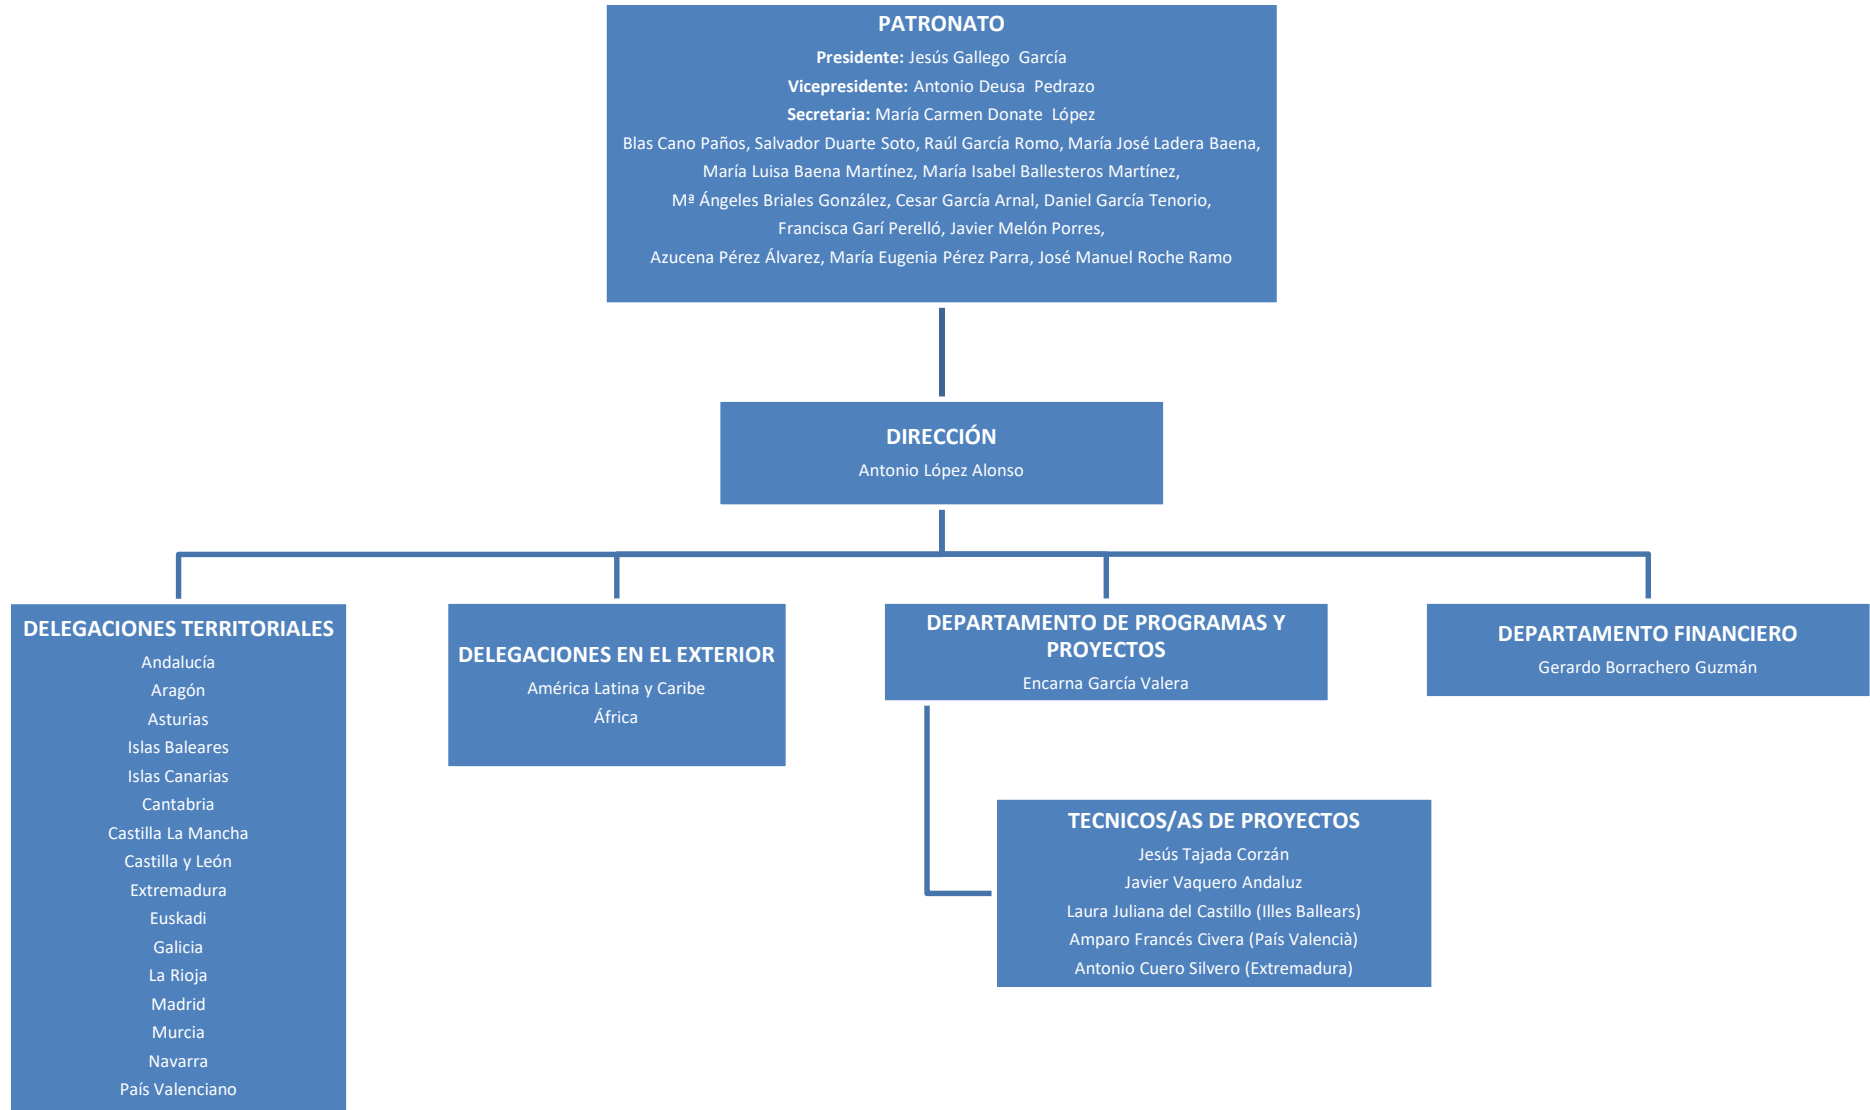 PATRONATO
Presidente: Jesús Gallego García
Vicepresidente: Antonio Deusa Pedrazo
Secretaria: María Carmen Donate López
Blas Cano Paños, Salvador Duarte Soto, Raúl García Romo, María José Ladera Baena,
María Luisa Baena Martínez, María Isabel Ballesteros Martínez,
Mª Ángeles Briales González, Cesar García Arnal, Daniel García Tenorio,
Francisca Garí Perelló, Javier Melón Porres,
Azucena Pérez Álvarez, María Eugenia Pérez Parra, José Manuel Roche Ramo
DIRECCIÓN
Antonio López Alonso
DELEGACIONES TERRITORIALES
Andalucía
Aragón
Asturias
Islas Baleares
Islas Canarias
Cantabria
Castilla La Mancha
Castilla y León
Extremadura
Euskadi
Galicia
La Rioja
Madrid
Murcia
Navarra
País Valenciano
DELEGACIONES EN EL EXTERIOR
América Latina y Caribe
África
DEPARTAMENTO DE PROGRAMAS Y
PROYECTOS
Encarna García Valera
TECNICOS/AS DE PROYECTOS
Jesús Tajada Corzán
Javier Vaquero Andaluz
Laura Juliana del Castillo (Illes Ballears)
Amparo Francés Civera (País Valencià)
Antonio Cuero Silvero (Extremadura)
DEPARTAMENTO FINANCIERO
Gerardo Borrachero Guzmán